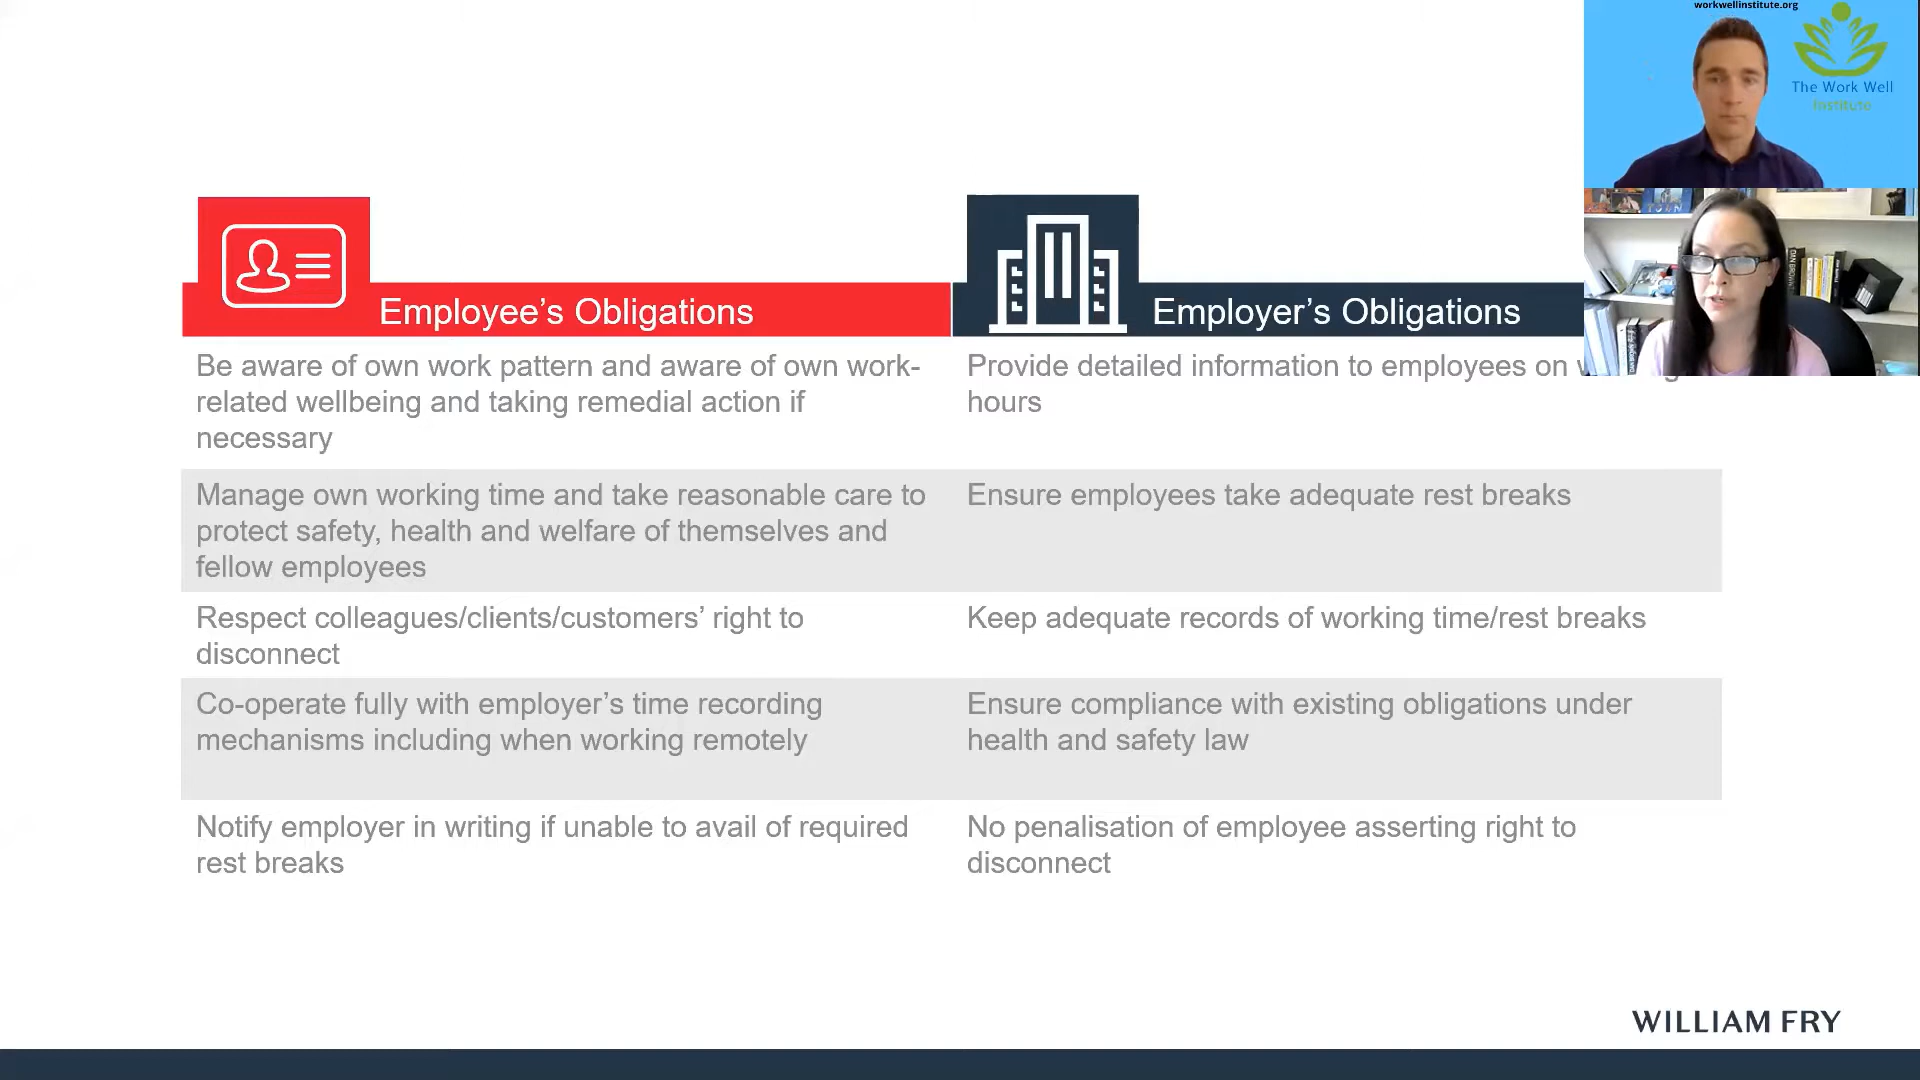 workwellinstitute.org
The Work Well
Institute
Employee’s Obligations
Employer’s Obligations
Be aware of own work pattern and aware of own work-
related wellbeing and taking remedial action if
necessary
Provide detailed information to employees on
hours
Manage own working time and take reasonable care to
protect safety, health and welfare of themselves and
fellow employees
Ensure employees take adequate rest breaks
Respect colleagues/clients/customers’ right to
disconnect
Keep adequate records of working time/rest breaks
Co-operate fully with employer’s time recording
mechanisms including when working remotely
Ensure compliance with existing obligations under
health and safety law
Notify employer in writing if unable to avail of required
rest breaks
No penalisation of employee asserting right to
disconnect
WILLIAM FRY